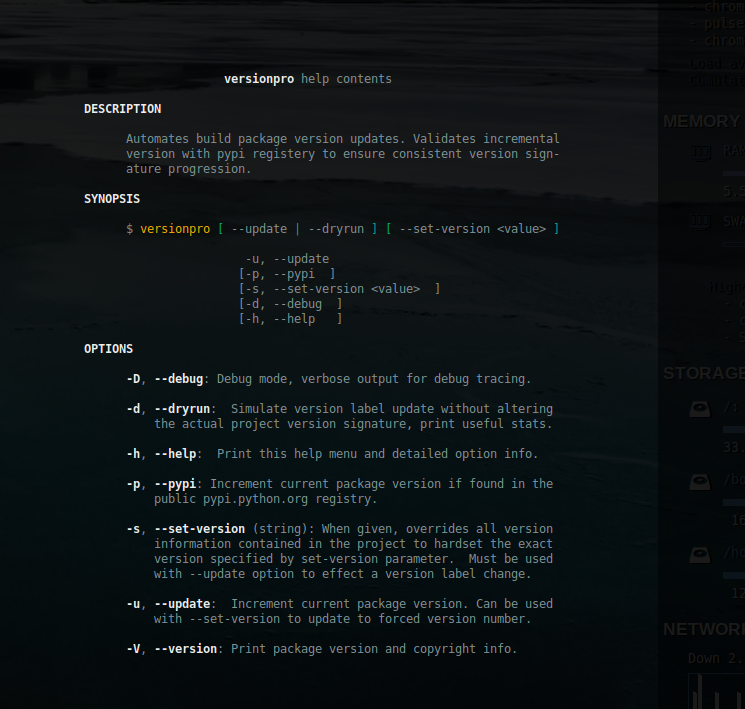 - chrom
- pulse
- chrom
versionpro help contents
DESCRIPTION
MEMORY
Automates build package version updates. Validates incremental
version with pypi registery to ensure consistent version sign-
ature progression.
RAM
5.5
SYNOPSIS
$ versionpro [ --update | --dryrun ] [ --set-version <value> ]
SWA
-u, --update
[-p, --pypi  ]
[-s, --set-version <value>  ]
[-d, --debug  ]
[-h, --help   ]
High
OPTIONS
STORAGE
-D, --debug: Debug mode, verbose output for debug tracing.
-d, --dryrun:  Simulate version label update without altering
the actual project version signature, print useful stats.
/:
33.
-h, --help:  Print this help menu and detailed option info.
-p, --pypi: Increment current package version if found in the
public pypi.python.org registry.
/bo
16
-s, --set-version (string): When given, overrides all version
information contained in the project to hardset the exact
version specified by set-version parameter.  Must be used
with --update option to effect a version label change.
/ho
12
-u, --update:  Increment current package version. Can be used
with --set-version to update to forced version number.
NETWORK
-V, --version: Print package version and copyright info.
Down 2.